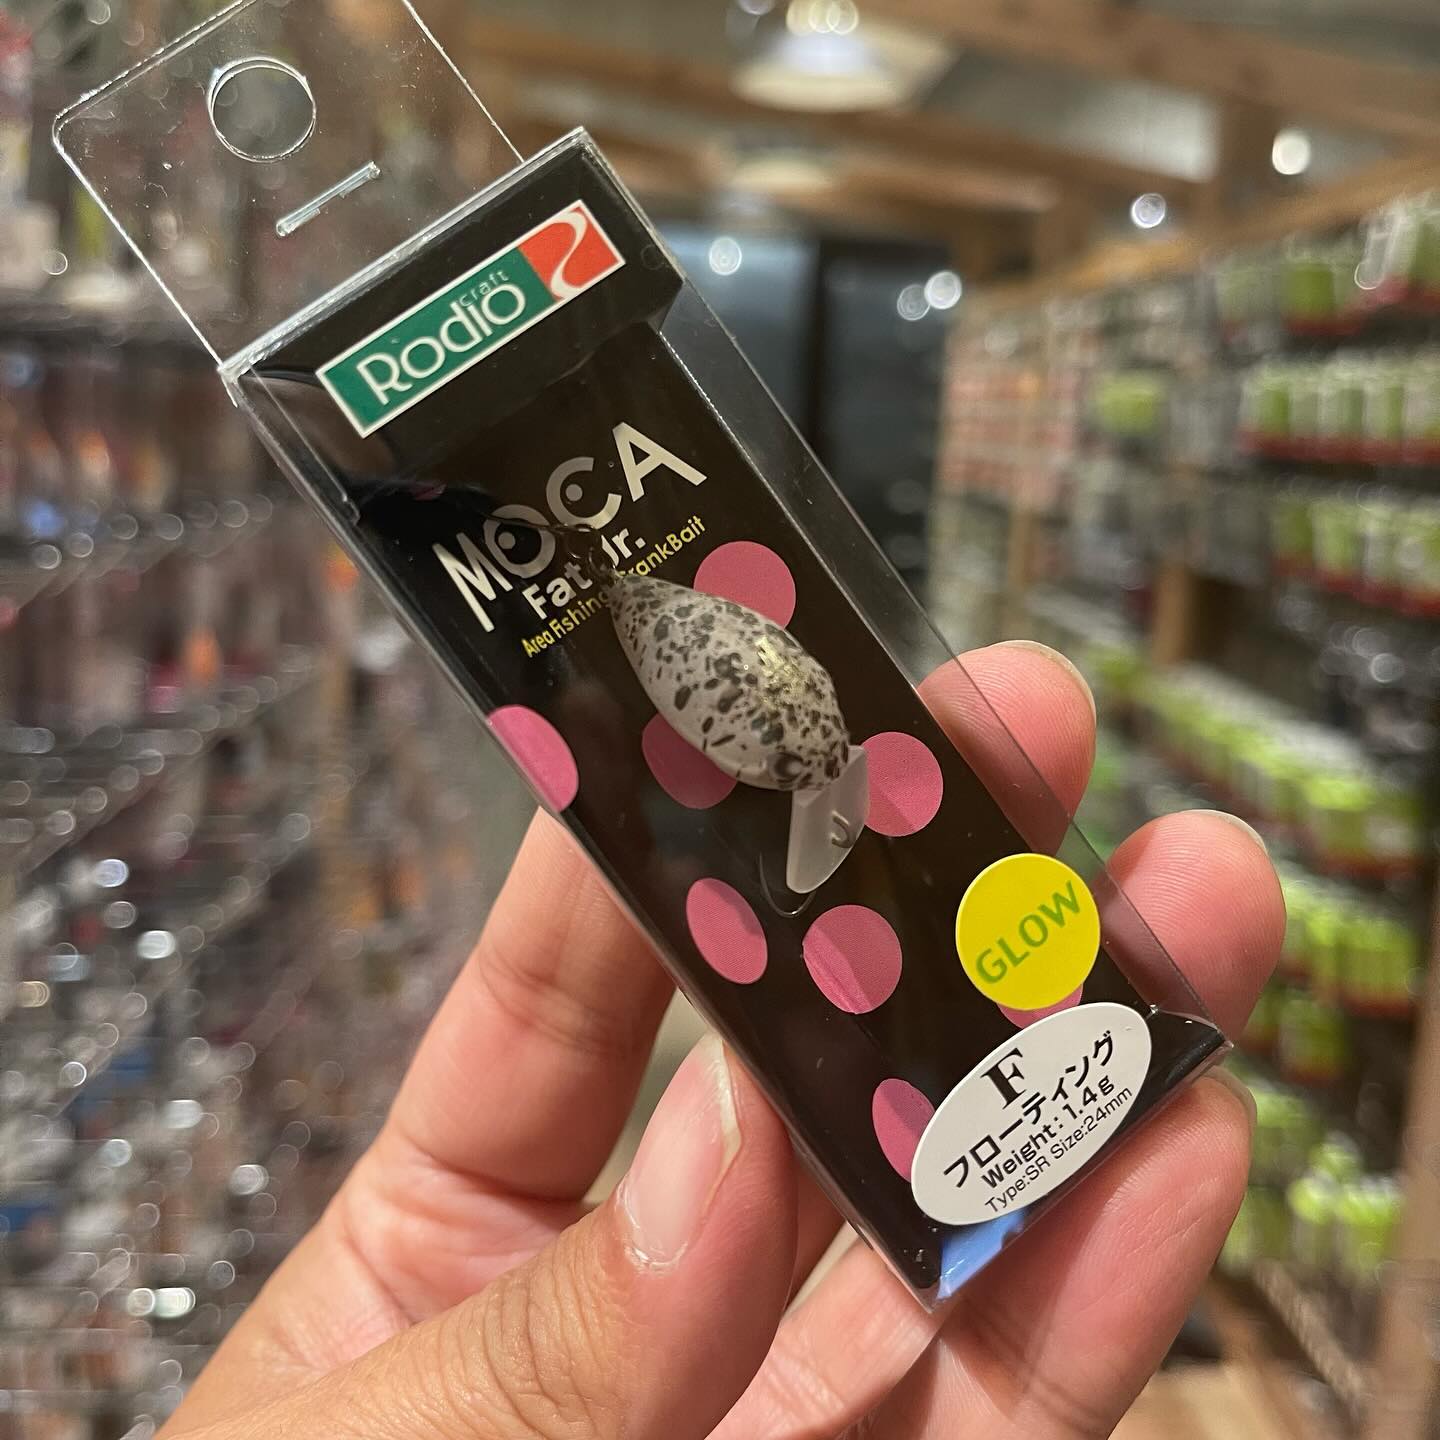 Rodio craft
MOCA
Fat Jr.
Area Fishing CrankBait
GLOW
F
フローティング
Weight:1.4g
Type:SR Size:24mm